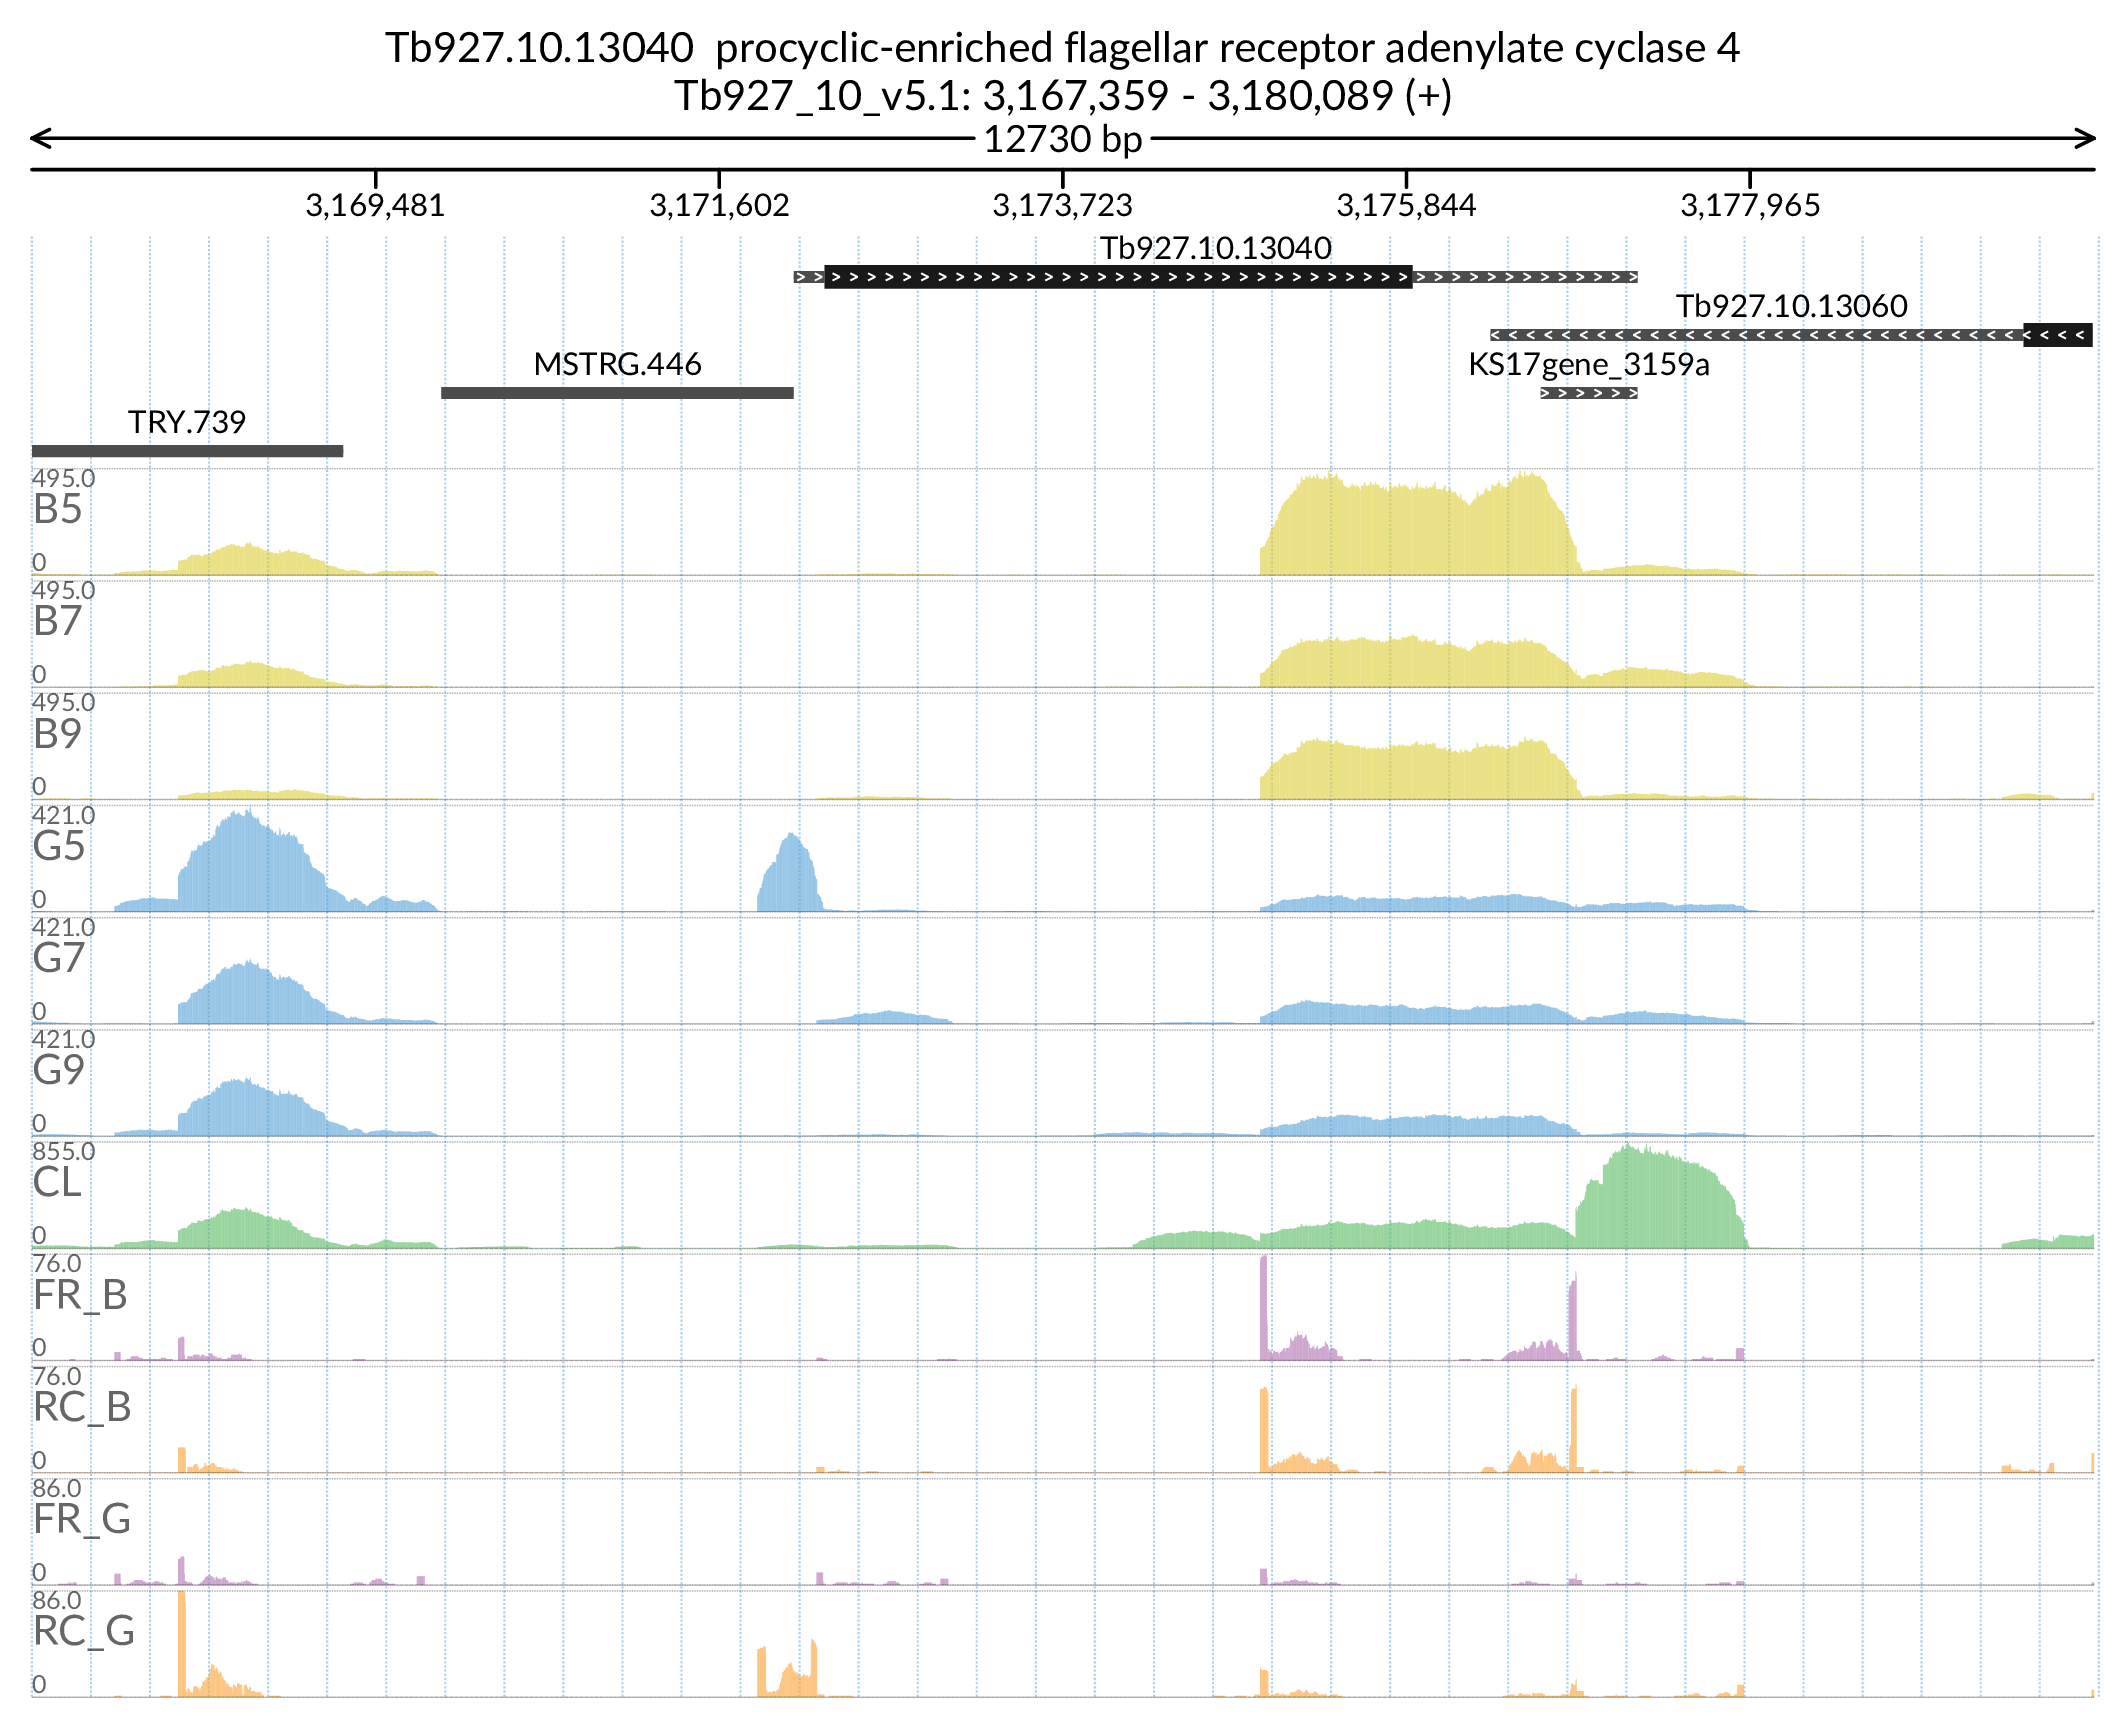 Tb927.10.13040  procyclic-enriched flagellar receptor adenylate cyclase 4
Tb927_10_v5.1: 3,167,359 - 3,180,089 (+)
12730 bp
3,169,481 3,171,602 3,173,723 3,175,844 3,177,965
Tb927.10.13040
Tb927.10.13060
MSTRG.446 KS17gene_3159a
TRY.739
495.0
B5
0
495.0
B7
0
495.0
B9
0
421.0
G5
0
421.0
G7
0
421.0
G9
0
855.0
CL
0
76.0
FR_B
0
76.0
RC_B
0
86.0
FR_G
0
86.0
RC_G
0